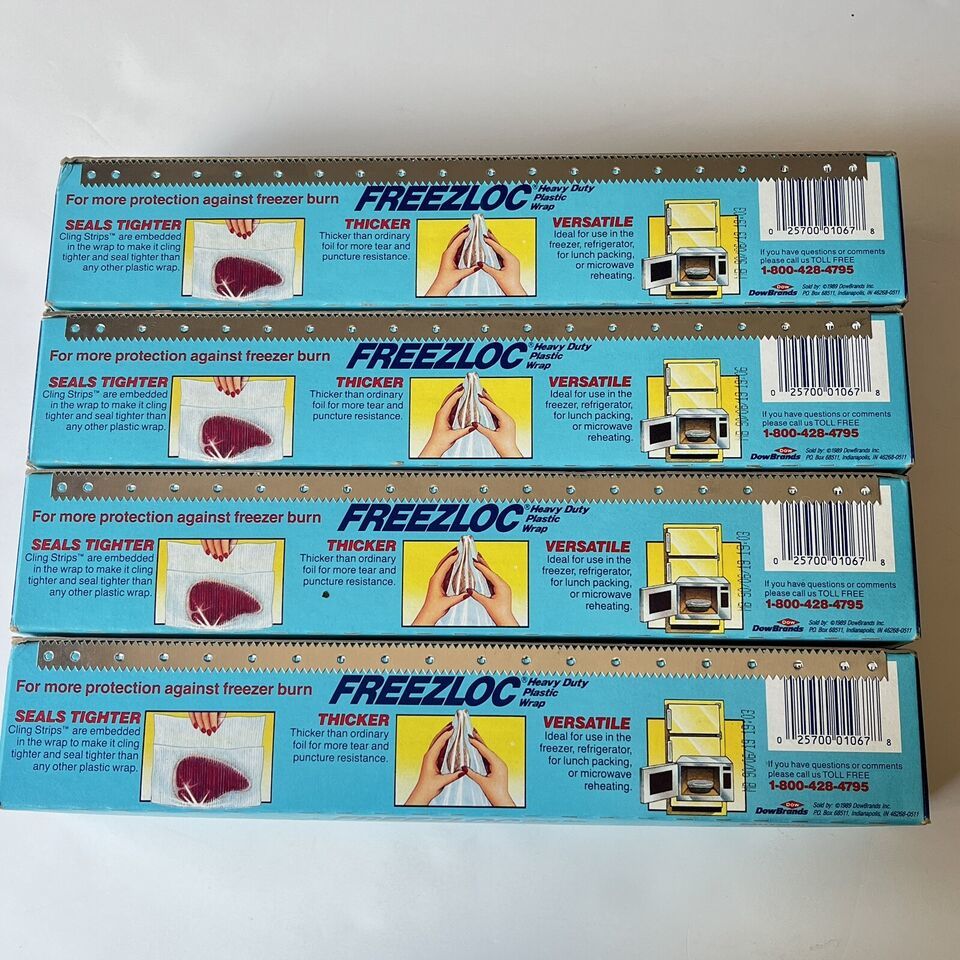 For more protection against freezer burn
FREEZLOC® Heavy Duty
Plastic
Wrap
SEALS TIGHTER
Cling Strips™ are embedded
in the wrap to make it cling
tighter and seal tighter than
any other plastic wrap.
THICKER
Thicker than ordinary
foil for more tear and
puncture resistance.
VERSATILE
Ideal for use in the
freezer, refrigerator,
for lunch packing,
or microwave
reheating.
0 25700 01067 8
If you have questions or comments
please call us TOLL FREE
1-800-428-4795
Dow
DowBrands
Sold by: ©1989 DowBrands Inc.
P.O. Box 68511, Indianapolis, IN 46268-0511
For more protection against freezer burn
FREEZLOC® Heavy Duty
Plastic
Wrap
SEALS TIGHTER
Cling Strips™ are embedded
in the wrap to make it cling
tighter and seal tighter than
any other plastic wrap.
THICKER
Thicker than ordinary
foil for more tear and
puncture resistance.
VERSATILE
Ideal for use in the
freezer, refrigerator,
for lunch packing,
or microwave
reheating.
0 25700 01067 8
If you have questions or comments
please call us TOLL FREE
1-800-428-4795
Dow
DowBrands
Sold by: ©1989 DowBrands Inc.
P.O. Box 68511, Indianapolis, IN 46268-0511
For more protection against freezer burn
FREEZLOC® Heavy Duty
Plastic
Wrap
SEALS TIGHTER
Cling Strips™ are embedded
in the wrap to make it cling
tighter and seal tighter than
any other plastic wrap.
THICKER
Thicker than ordinary
foil for more tear and
puncture resistance.
VERSATILE
Ideal for use in the
freezer, refrigerator,
for lunch packing,
or microwave
reheating.
0 25700 01067 8
If you have questions or comments
please call us TOLL FREE
1-800-428-4795
Dow
DowBrands
Sold by: ©1989 DowBrands Inc.
P.O. Box 68511, Indianapolis, IN 46268-0511
For more protection against freezer burn
FREEZLOC® Heavy Duty
Plastic
Wrap
SEALS TIGHTER
Cling Strips™ are embedded
in the wrap to make it cling
tighter and seal tighter than
any other plastic wrap.
THICKER
Thicker than ordinary
foil for more tear and
puncture resistance.
VERSATILE
Ideal for use in the
freezer, refrigerator,
for lunch packing,
or microwave
reheating.
0 25700 01067 8
If you have questions or comments
please call us TOLL FREE
1-800-428-4795
Dow
DowBrands
Sold by: ©1989 DowBrands Inc.
P.O. Box 68511, Indianapolis, IN 46268-0511